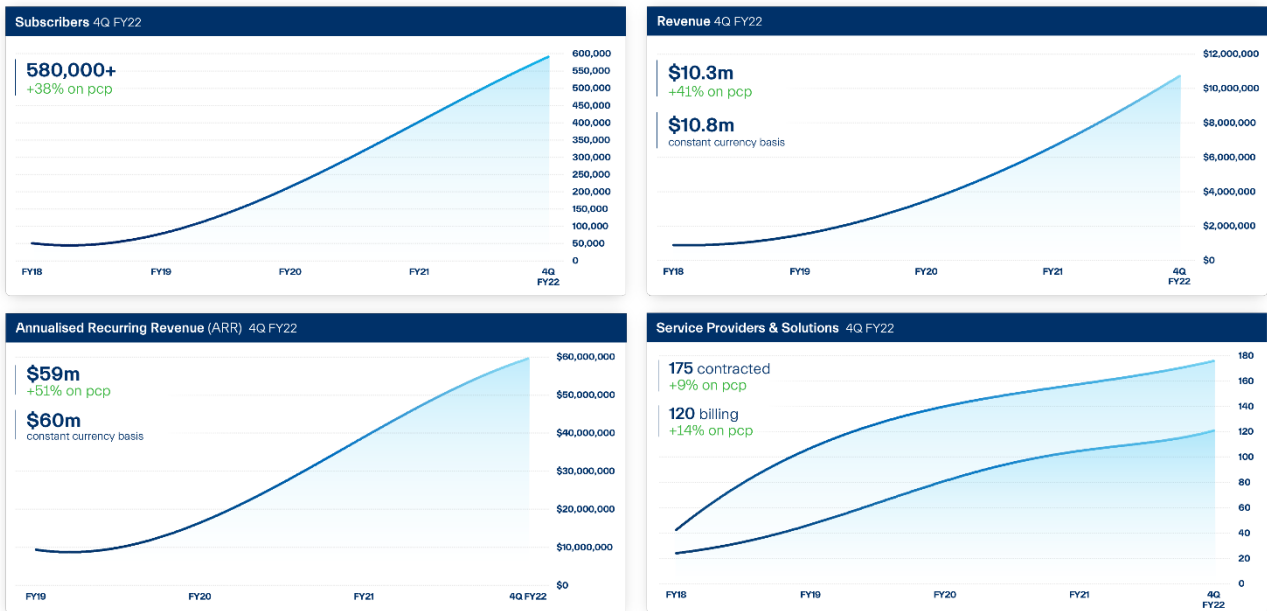 Subscribers 4Q FY22
580,000+
+38% on pcp
600,000
550,000
500,000
450,000
400,000
350,000
300,000
250,000
200,000
150,000
100,000
50,000
0
FY18 FY19 FY20 FY21 4Q
FY22
Revenue 4Q FY22
$10.3m
+41% on pcp
$10.8m
constant currency basis
$12,000,000
$10,000,000
$8,000,000
$6,000,000
$4,000,000
$2,000,000
$0
FY18 FY19 FY20 FY21 4Q
FY22
Annualised Recurring Revenue (ARR) 4Q FY22
$59m
+51% on pcp
$60m
constant currency basis
$60,000,000
$50,000,000
$40,000,000
$30,000,000
$20,000,000
$10,000,000
$0
FY19 FY20 FY21 4Q FY22
Service Providers & Solutions 4Q FY22
175 contracted
+9% on pcp
120 billing
+14% on pcp
180
160
140
120
100
80
60
40
20
0
FY18 FY19 FY20 FY21 4Q
FY22